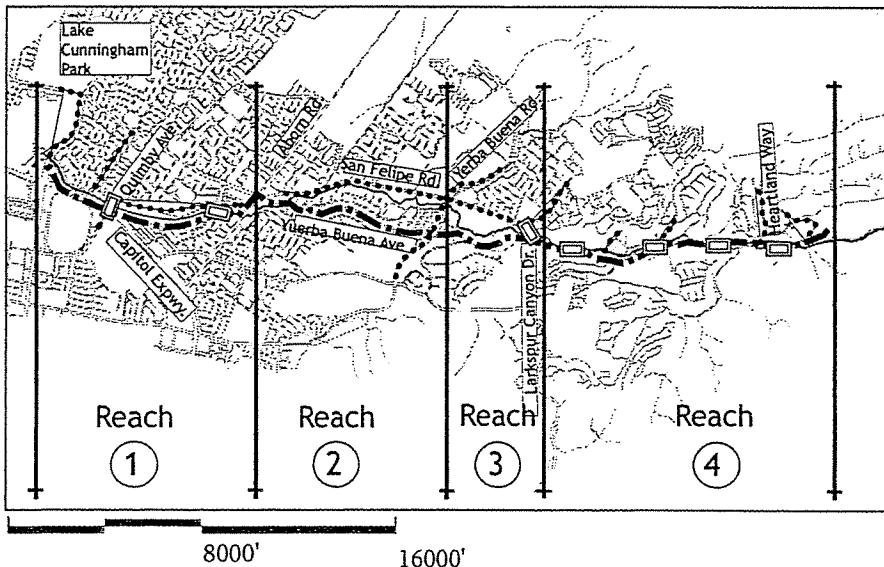 Lake
Cunningham
Park
Quimby Ave
Aborn Rd
San Felipe Rd
Yerba Buena Rd
Heartland Way
Capitol Expwy.
Yuerba Buena Ave
Larkspur Canyon Dr.
Reach
Reach
Reach
Reach
1
2
3
4
8000'
16000'